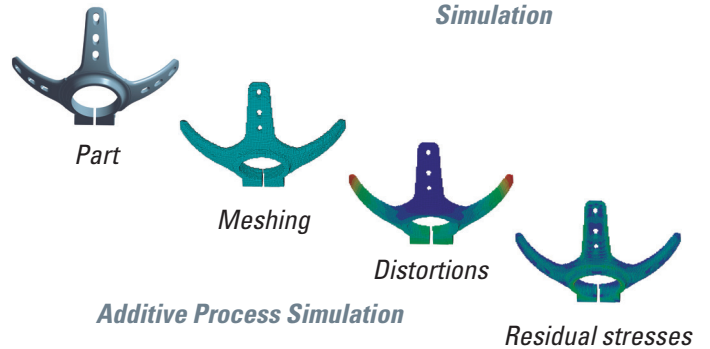 Simulation
Part
Meshing
Distortions
Additive Process Simulation
Residual stresses